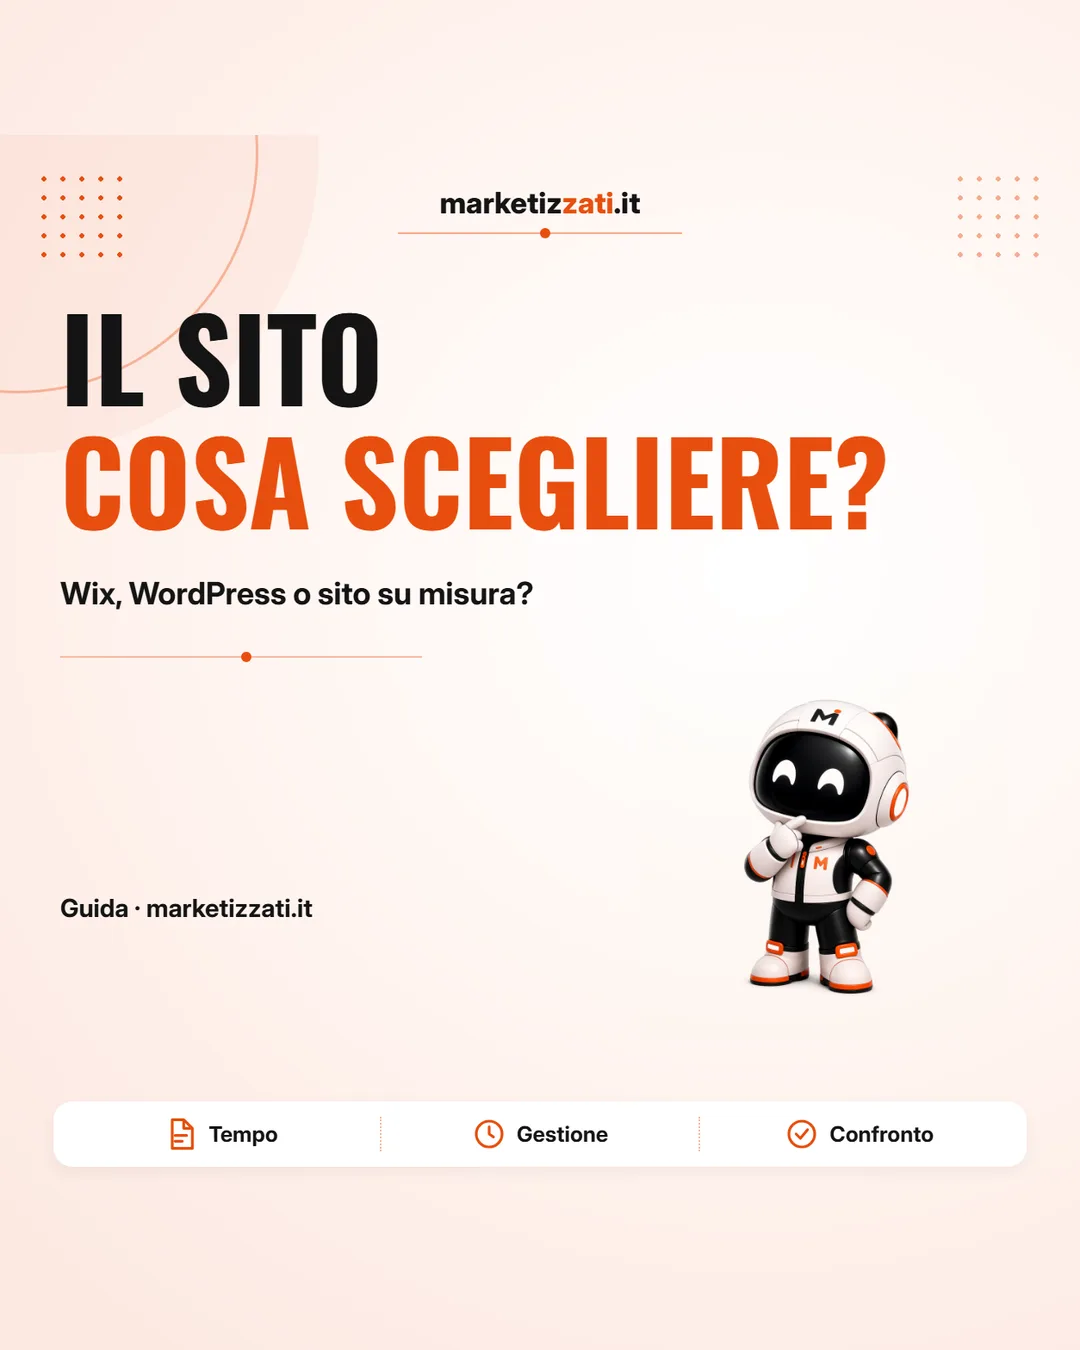 marketizzati.it
IL SITO
COSA SCEGLIERE?
Wix, WordPress o sito su misura?
M
M
Guida · marketizzati.it
Tempo
Gestione
Confronto